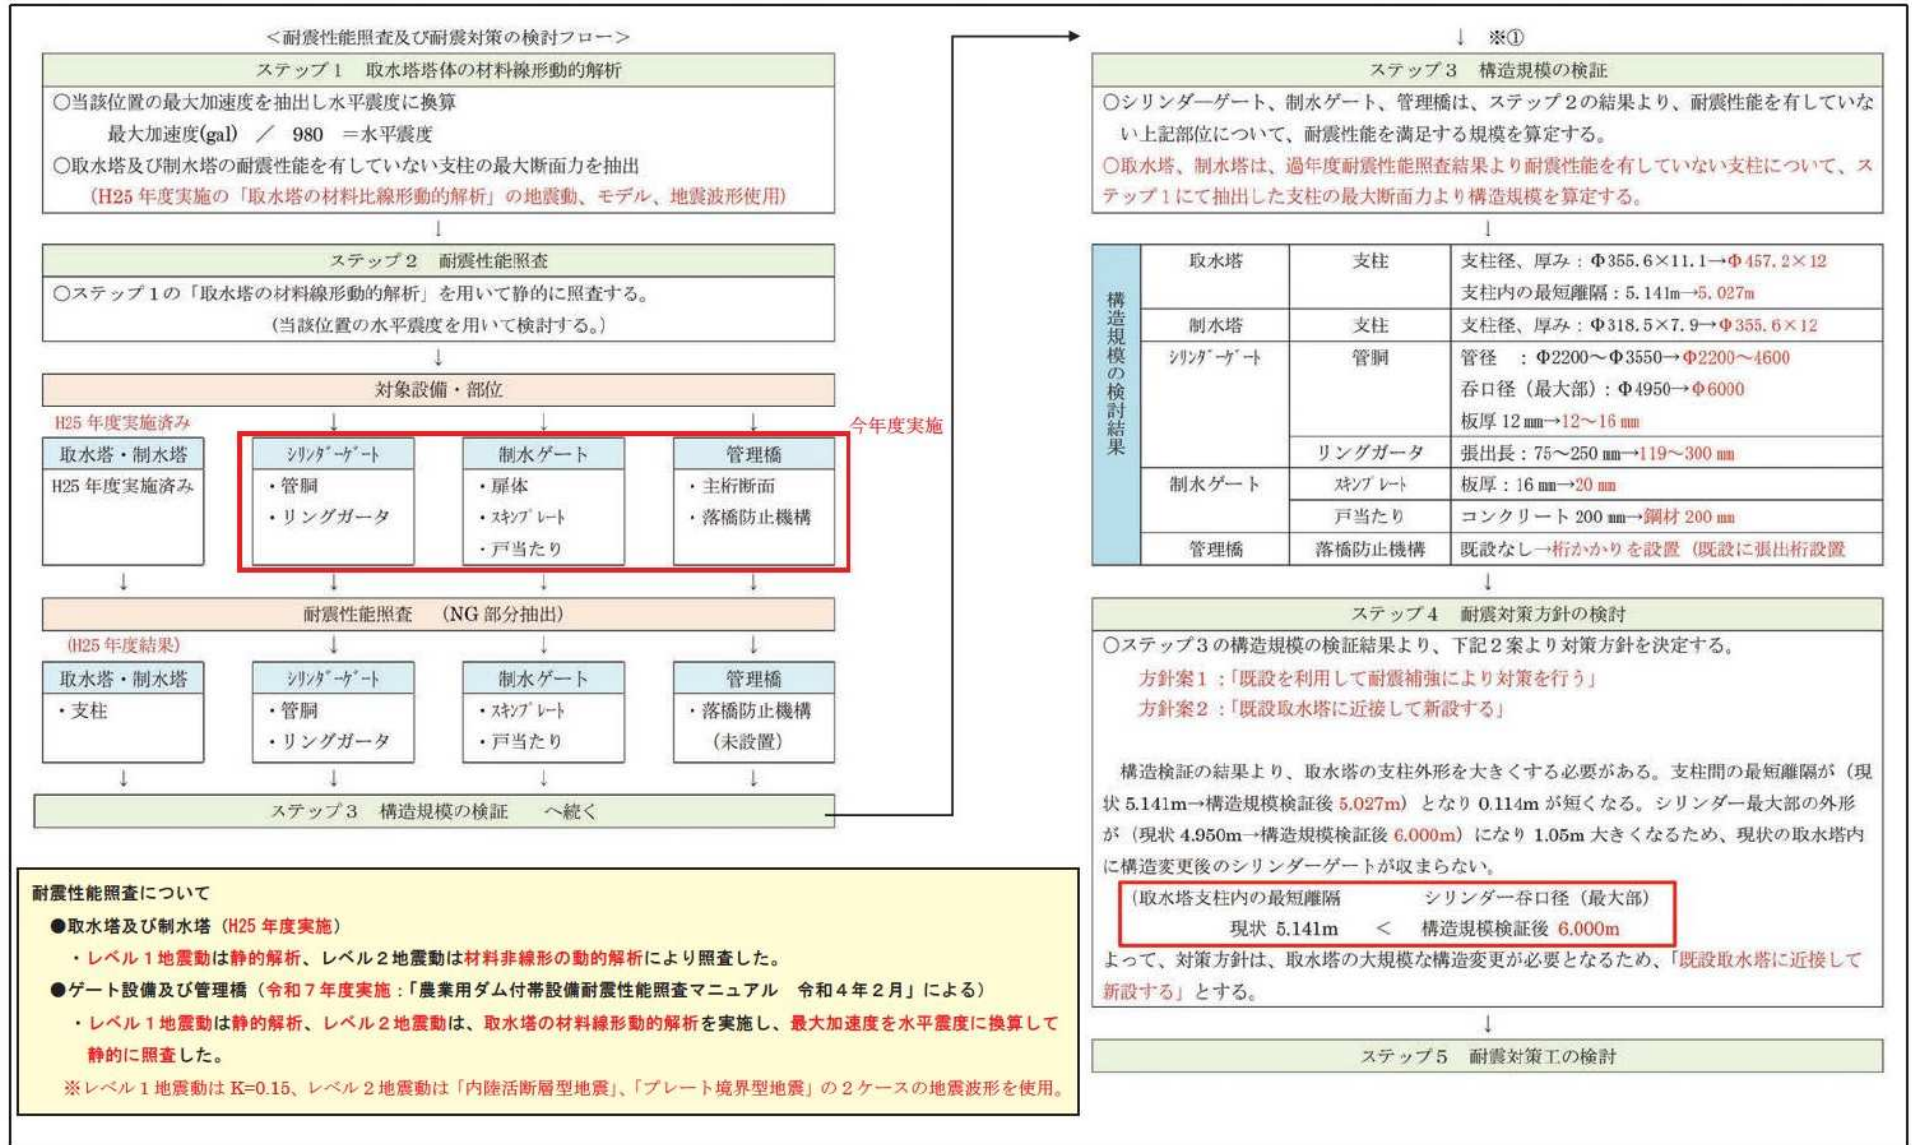 ＜耐震性能照査及び耐震対策の検討フロー＞
ステップ1　取水塔塔体の材料線形動的解析
○当該位置の最大加速度を抽出し水平震度に換算
最大加速度(gal)　／　980　＝水平震度
○取水塔及び制水塔の耐震性能を有していない支柱の最大断面力を抽出
(H25 年度実施の「取水塔の材料比線形動的解析」の地震動、モデル、地震波形使用)
↓
ステップ2　耐震性能照査
○ステップ1の「取水塔の材料線形動的解析」を用いて静的に照査する。
(当該位置の水平震度を用いて検討する。)
↓
対象設備・部位
H25 年度実施済み　↓　↓　↓　今年度実施
取水塔・制水塔　ｼﾘﾝﾀﾞｰｹﾞｰﾄ　制水ゲート　管理橋
H25 年度実施済み　・管胴　・扉体　・主桁断面
・リングガータ　・ｽｷﾝﾌﾟﾚｰﾄ　・落橋防止機構
・戸当たり
↓　↓　↓　↓
耐震性能照査　(NG 部分抽出)
(H25 年度結果)　↓　↓　↓
取水塔・制水塔　ｼﾘﾝﾀﾞｰｹﾞｰﾄ　制水ゲート　管理橋
・支柱　・管胴　・ｽｷﾝﾌﾟﾚｰﾄ　・落橋防止機構
・リングガータ　・戸当たり　(未設置)
↓　↓　↓　↓
ステップ3　構造規模の検証　へ続く
耐震性能照査について
●取水塔及び制水塔（H25 年度実施）
・レベル1地震動は静的解析、レベル2地震動は材料非線形の動的解析により照査した。
●ゲート設備及び管理橋（令和7年度実施：「農業用ダム付帯設備耐震性能照査マニュアル　令和4年2月」による）
・レベル1地震動は静的解析、レベル2地震動は、取水塔の材料線形動的解析を実施し、最大加速度を水平震度に換算して
静的に照査した。
※レベル1地震動は K=0.15、レベル2地震動は「内陸活断層型地震」、「プレート境界型地震」の2ケースの地震波形を使用。
↓　※①
ステップ3　構造規模の検証
○シリンダーゲート、制水ゲート、管理橋は、ステップ2の結果より、耐震性能を有していな
い上記部位について、耐震性能を満足する規模を算定する。
○取水塔、制水塔は、過年度耐震性能照査結果より耐震性能を有していない支柱について、ス
テップ1にて抽出した支柱の最大断面力より構造規模を算定する。
↓
構造規模の検討結果
取水塔　支柱　支柱径、厚み：Φ355.6×11.1→Φ457.2×12
支柱内の最短離隔：5.141m→5.027m
制水塔　支柱　支柱径、厚み：Φ318.5×7.9→Φ355.6×12
ｼﾘﾝﾀﾞｰｹﾞｰﾄ　管胴　管径　：Φ2200～Φ3550→Φ2200～4600
呑口径（最大部）：Φ4950→Φ6000
板厚 12 ㎜→12～16 ㎜
リングガータ　張出長：75～250 ㎜→119～300 ㎜
制水ゲート　ｽｷﾝﾌﾟﾚｰﾄ　板厚：16 ㎜→20 ㎜
戸当たり　コンクリート 200 ㎜→鋼材 200 ㎜
管理橋　落橋防止機構　既設なし→桁かかりを設置（既設に張出桁設置
↓
ステップ4　耐震対策方針の検討
○ステップ3の構造規模の検証結果より、下記2案より対策方針を決定する。
方針案1：「既設を利用して耐震補強により対策を行う」
方針案2：「既設取水塔に近接して新設する」
構造検証の結果より、取水塔の支柱外形を大きくする必要がある。支柱間の最短離隔が（現
状 5.141m→構造規模検証後 5.027m）となり 0.114m が短くなる。シリンダー最大部の外形
が（現状 4.950m→構造規模検証後 6.000m）になり 1.05m 大きくなるため、現状の取水塔内
に構造変更後のシリンダーゲートが収まらない。
(取水塔支柱内の最短離隔　シリンダー呑口径（最大部）
現状 5.141m　＜　構造規模検証後 6.000m
よって、対策方針は、取水塔の大規模な構造変更が必要となるため、「既設取水塔に近接して
新設する」とする。
↓
ステップ5　耐震対策工の検討